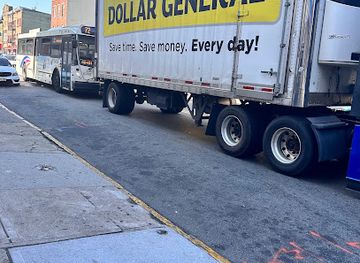 DOLLAR GENERAL
Save time. Save money. Every day!